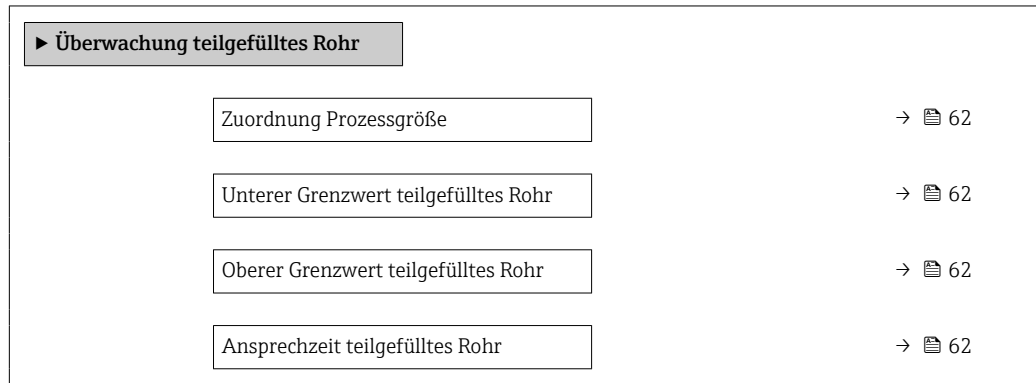 ▶ Überwachung teilgefülltes Rohr
Zuordnung Prozessgröße → 62
Unterer Grenzwert teilgefülltes Rohr → 62
Oberer Grenzwert teilgefülltes Rohr → 62
Ansprechzeit teilgefülltes Rohr → 62